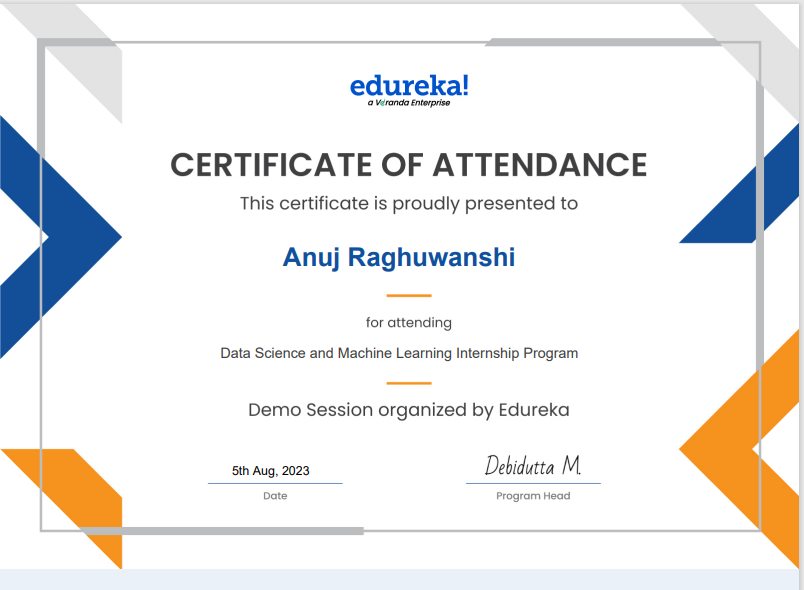 edureka!
a Veranda Enterprise
CERTIFICATE OF ATTENDANCE
This certificate is proudly presented to
Anuj Raghuwanshi
for attending
Data Science and Machine Learning Internship Program
Demo Session organized by Edureka
5th Aug, 2023
Debidutta M.
Date
Program Head